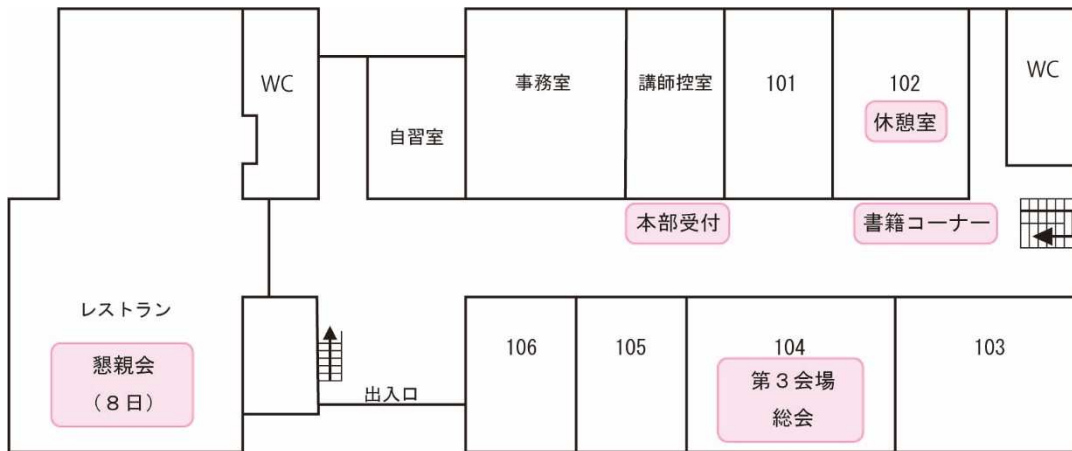 WC
自習室
事務室
講師控室
101
102
休憩室
WC
本部受付
書籍コーナー
レストラン
懇親会
（８日）
出入口
106
105
104
第３会場
総会
103